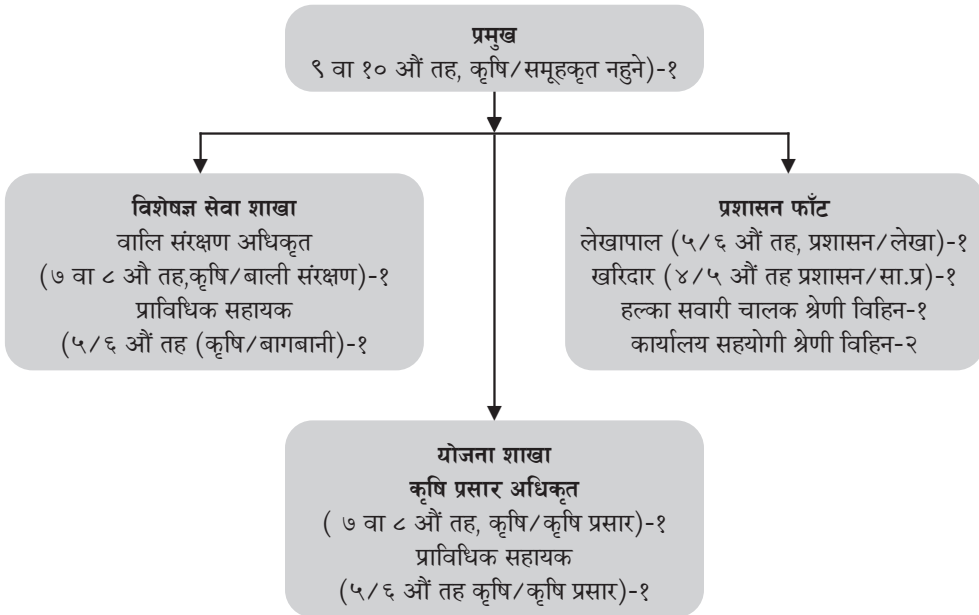 प्रमुख
९ वा १० औं तह, कृषि/समूहकृत नहुने)-१
विशेषज्ञ सेवा शाखा
वालि संरक्षण अधिकृत
(७ वा ८ औ तह,कृषि/बाली संरक्षण)-१
प्राविधिक सहायक
(५/६ औं तह (कृषि/बागबानी)-१
प्रशासन फाँट
लेखापाल (५/६ औं तह, प्रशासन/लेखा)-१
खरिदार (४/५ औं तह प्रशासन/सा.प्र)-१
हल्का सवारी चालक श्रेणी विहिन-१
कार्यालय सहयोगी श्रेणी विहिन-२
योजना शाखा
कृषि प्रसार अधिकृत
( ७ वा ८ औं तह, कृषि/कृषि प्रसार)-१
प्राविधिक सहायक
(५/६ औं तह कृषि/कृषि प्रसार)-१